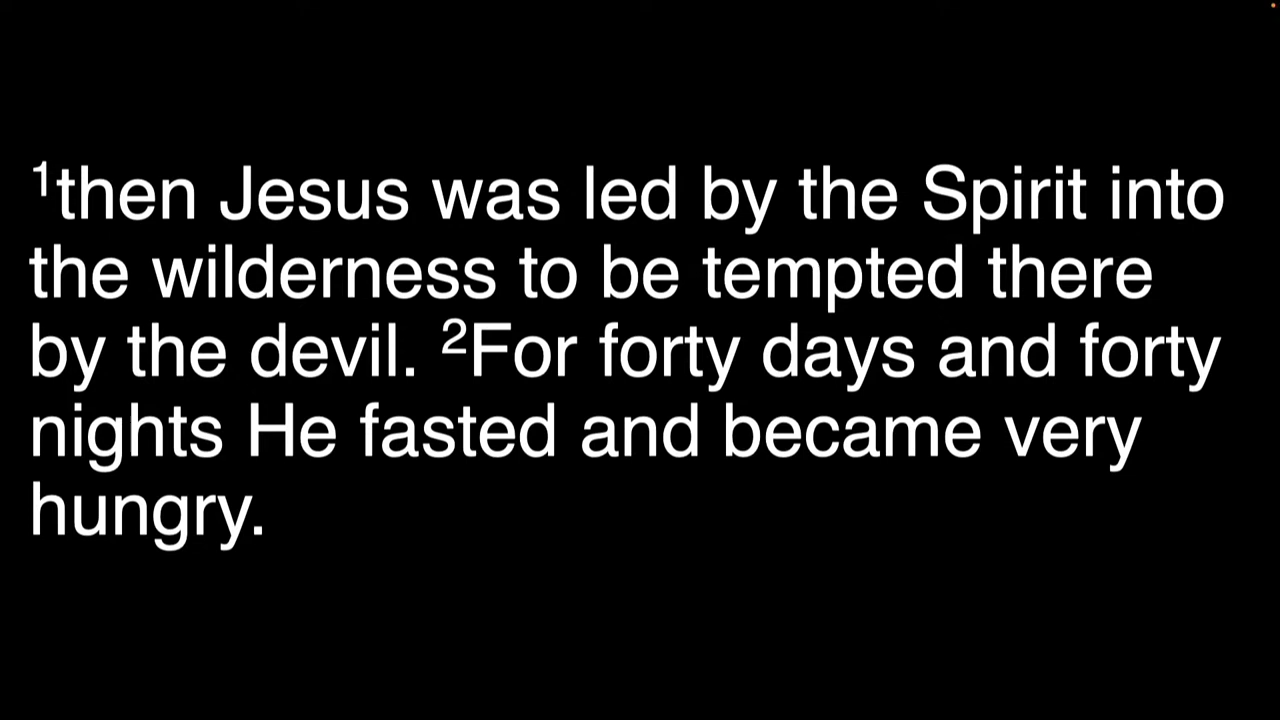 ¹then Jesus was led by the Spirit into
the wilderness to be tempted there
by the devil. ²For forty days and forty
nights He fasted and became very
hungry.